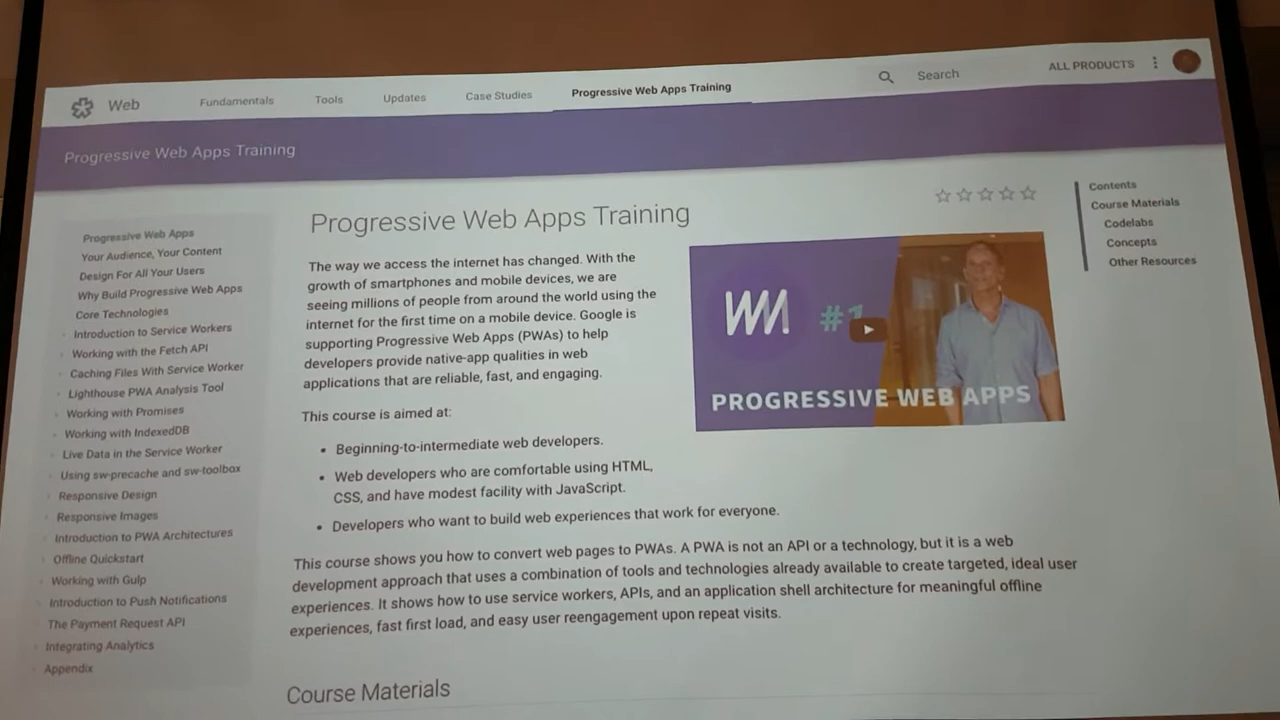 Web
Fundamentals
Tools
Updates
Case Studies
Progressive Web Apps Training
Search
ALL PRODUCTS
Progressive Web Apps Training
Progressive Web Apps
Your Audience, Your Content
Design For All Your Users
Why Build Progressive Web Apps
Core Technologies
Introduction to Service Workers
Working with the Fetch API
Caching Files With Service Worker
Lighthouse PWA Analysis Tool
Working with Promises
Working with IndexedDB
Live Data in the Service Worker
Using sw-precache and sw-toolbox
Responsive Design
Responsive Images
Introduction to PWA Architectures
Offline Quickstart
Working with Gulp
Introduction to Push Notifications
The Payment Request API
Integrating Analytics
Appendix
Progressive Web Apps Training
The way we access the internet has changed. With the
growth of smartphones and mobile devices, we are
seeing millions of people from around the world using the
internet for the first time on a mobile device. Google is
supporting Progressive Web Apps (PWAs) to help
developers provide native-app qualities in web
applications that are reliable, fast, and engaging.
This course is aimed at:
• Beginning-to-intermediate web developers.
• Web developers who are comfortable using HTML,
CSS, and have modest facility with JavaScript.
• Developers who want to build web experiences that work for everyone.
This course shows you how to convert web pages to PWAs. A PWA is not an API or a technology, but it is a web
development approach that uses a combination of tools and technologies already available to create targeted, ideal user
experiences. It shows how to use service workers, APIs, and an application shell architecture for meaningful offline
experiences, fast first load, and easy user reengagement upon repeat visits.
Course Materials
#1
PROGRESSIVE WEB APPS
Contents
Course Materials
Codelabs
Concepts
Other Resources